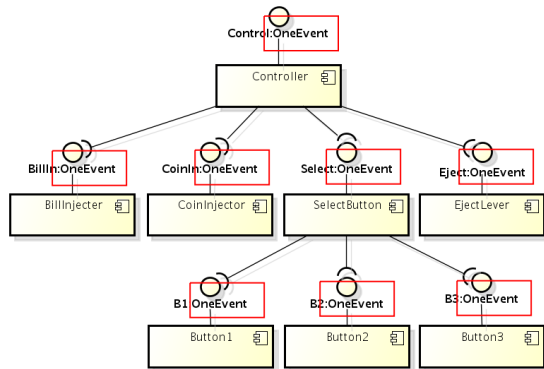 Control:OneEvent
Controller
BillIn:OneEvent
CoinIn:OneEvent
Select:OneEvent
Eject:OneEvent
BillInjecter
CoinInjector
SelectButton
EjectLever
B1:OneEvent
B2:OneEvent
B3:OneEvent
Button1
Button2
Button3